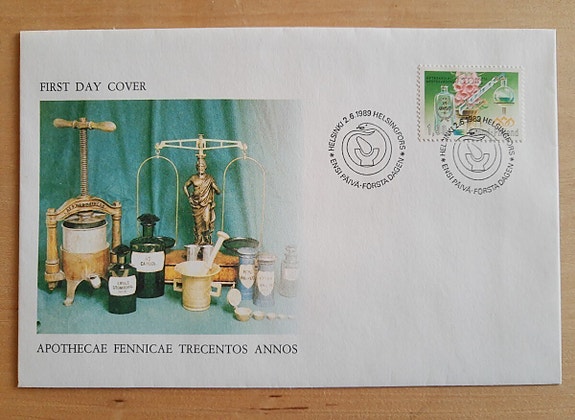 FIRST DAY COVER
HELSINKI 2.6.1989 HELSINGFORS
ENSI PÄIVÄ-FÖRSTA DAGEN
HELSINKI 2.6.1989 HELSINGFORS
ENSI PÄIVÄ-FÖRSTA DAGEN
APOTHECAE FENNICAE TRECENTOS ANNOS